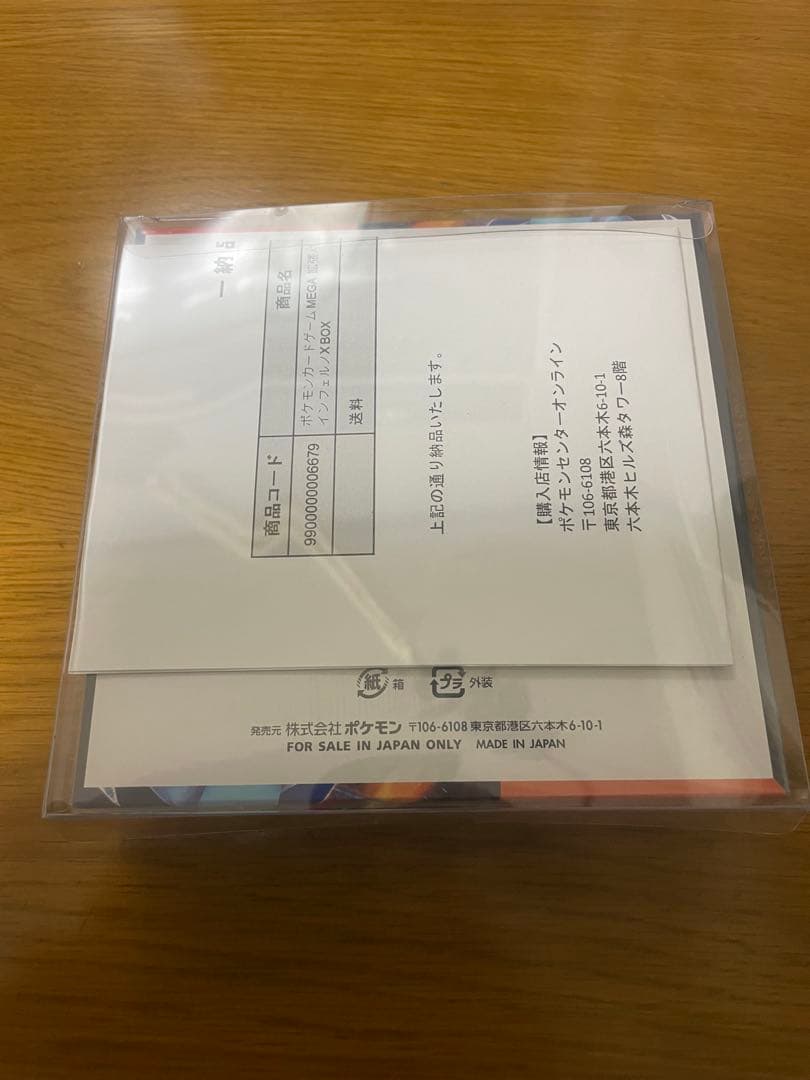 一 納 品
商品コード 商品名
9900000006679 ポケモンカードゲーム MEGA 拡張
インフェルノX BOX
送料
上記の通り納品いたします。
【購入店情報】
ポケモンセンターオンライン
〒106-6108
東京都港区六本木6-10-1
六本木ヒルズ森タワー8階
紙 箱 プラ 外装
発売元 株式会社ポケモン 〒106-6108 東京都港区六本木6-10-1
FOR SALE IN JAPAN ONLY MADE IN JAPAN